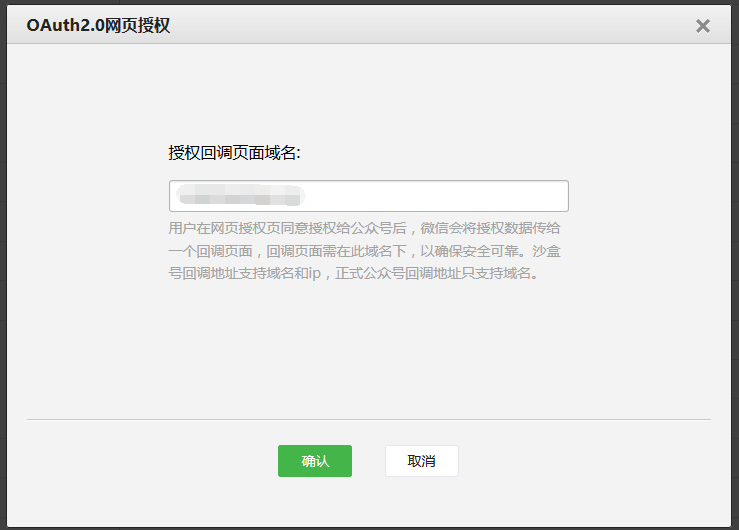 OAuth2.0网页授权
授权回调页面域名:
用户在网页授权页同意授权给公众号后，微信会将授权数据传给
一个回调页面，回调页面需在此域名下，以确保安全可靠。沙盒
号回调地址支持域名和ip，正式公众号回调地址只支持域名。
确认
取消